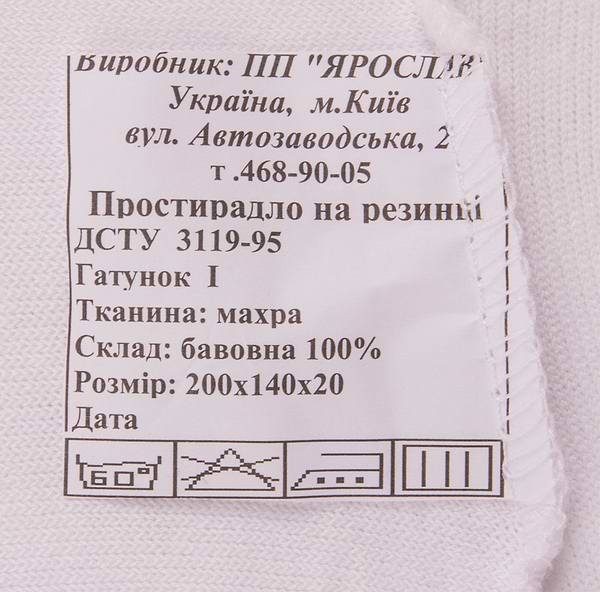 Виробник: ПП "ЯРОСЛАВ
Україна, м.Київ
вул. Автозаводська, 2
т .468-90-05
Простирадло на резинці
ДСТУ 3119-95
Гатунок I
Тканина: махра
Склад: бавовна 100%
Розмір: 200х140х20
Дата
60°